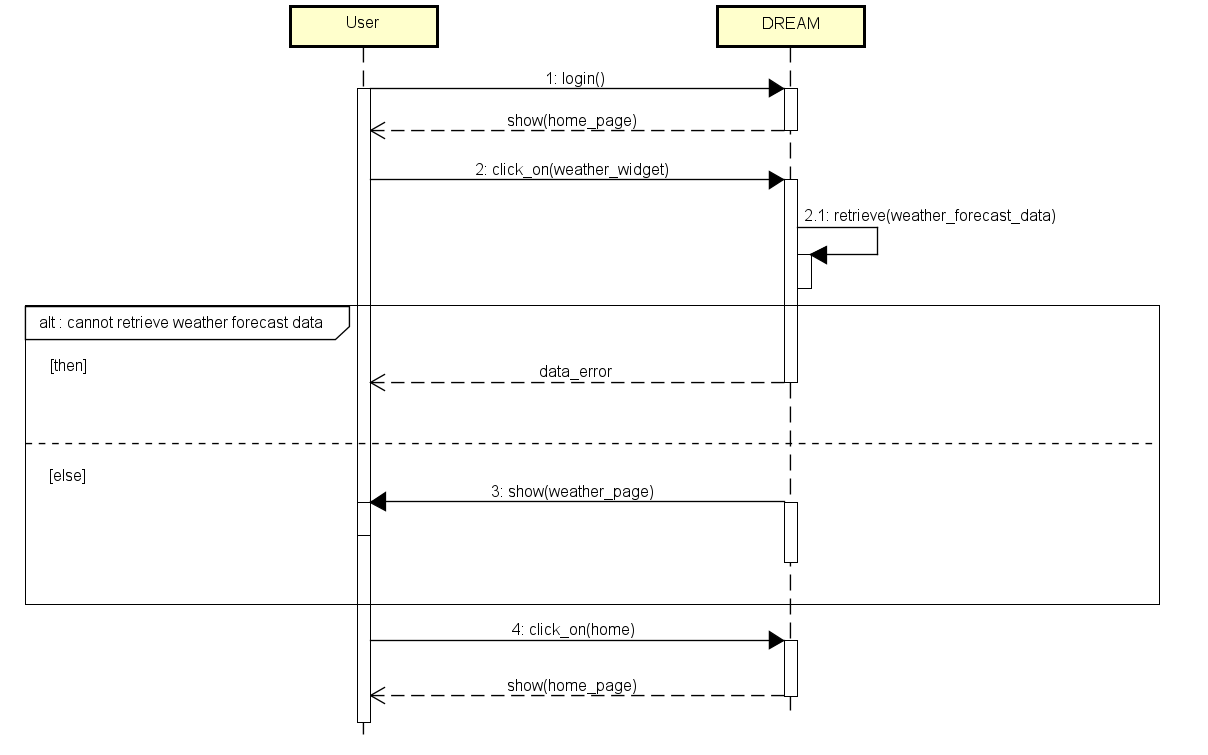 User
DREAM
1: login()
show(home_page)
2: click_on(weather_widget)
2.1: retrieve(weather_forecast_data)
alt : cannot retrieve weather forecast data
[then]
data_error
[else]
3: show(weather_page)
4: click_on(home)
show(home_page)